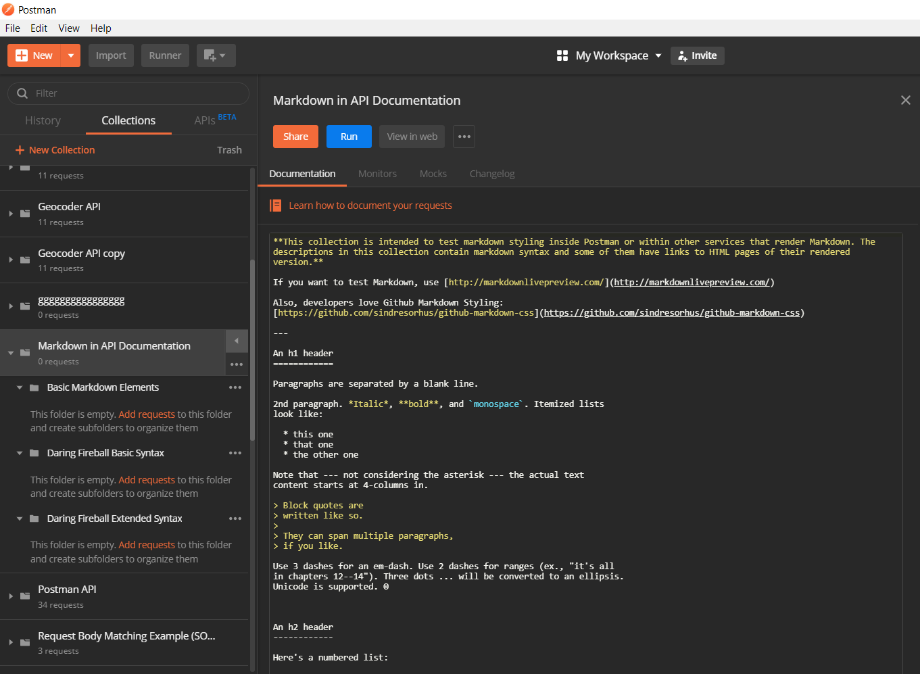 Postman
File Edit View Help
New Import Runner My Workspace Invite
Filter
History Collections APIs BETA
New Collection Trash
11 requests
Geocoder API
11 requests
Geocoder API copy
11 requests
gggggggggggggggg
0 requests
Markdown in API Documentation
0 requests
Basic Markdown Elements
This folder is empty. Add requests to this folder
and create subfolders to organize them
Daring Fireball Basic Syntax
This folder is empty. Add requests to this folder
and create subfolders to organize them
Daring Fireball Extended Syntax
This folder is empty. Add requests to this folder
and create subfolders to organize them
Postman API
34 requests
Request Body Matching Example (SO...
3 requests
Markdown in API Documentation
Share Run View in web
Documentation Monitors Mocks Changelog
Learn how to document your requests
**This collection is intended to test markdown styling inside Postman or within other services that render Markdown. The
descriptions in this collection contain markdown syntax and some of them have links to HTML pages of their rendered
version.**
If you want to test Markdown, use [http://markdownlivepreview.com/](http://markdownlivepreview.com/)
Also, developers love Github Markdown Styling:
[https://github.com/sindresorhus/github-markdown-css](https://github.com/sindresorhus/github-markdown-css)
---
An h1 header
============
Paragraphs are separated by a blank line.
2nd paragraph. *Italic*, **bold**, and `monospace`. Itemized lists
look like:
* this one
* that one
* the other one
Note that --- not considering the asterisk --- the actual text
content starts at 4-columns in.
> Block quotes are
> written like so.
>
> They can span multiple paragraphs,
> if you like.
Use 3 dashes for an em-dash. Use 2 dashes for ranges (ex., "it's all
in chapters 12--14"). Three dots ... will be converted to an ellipsis.
Unicode is supported. ☺
An h2 header
------------
Here's a numbered list: